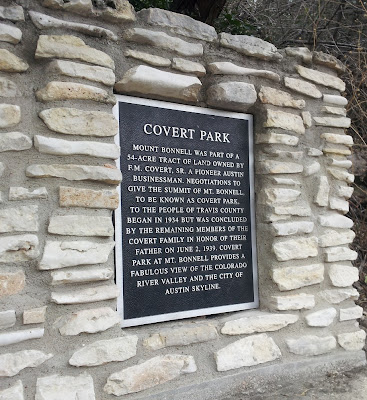 COVERT PARK
MOUNT BONNELL WAS PART OF A
54-ACRE TRACT OF LAND OWNED BY
F.M. COVERT, SR. A PIONEER AUSTIN
BUSINESSMAN. NEGOTIATIONS TO
GIVE THE SUMMIT OF MT. BONNELL,
TO BE KNOWN AS COVERT PARK,
TO THE PEOPLE OF TRAVIS COUNTY
BEGAN IN 1934 BUT WAS CONCLUDED
BY THE REMAINING MEMBERS OF THE
COVERT FAMILY IN HONOR OF THEIR
FATHER ON JUNE 2, 1939. COVERT
PARK AT MT. BONNELL PROVIDES A
FABULOUS VIEW OF THE COLORADO
RIVER VALLEY AND THE CITY OF
AUSTIN SKYLINE.